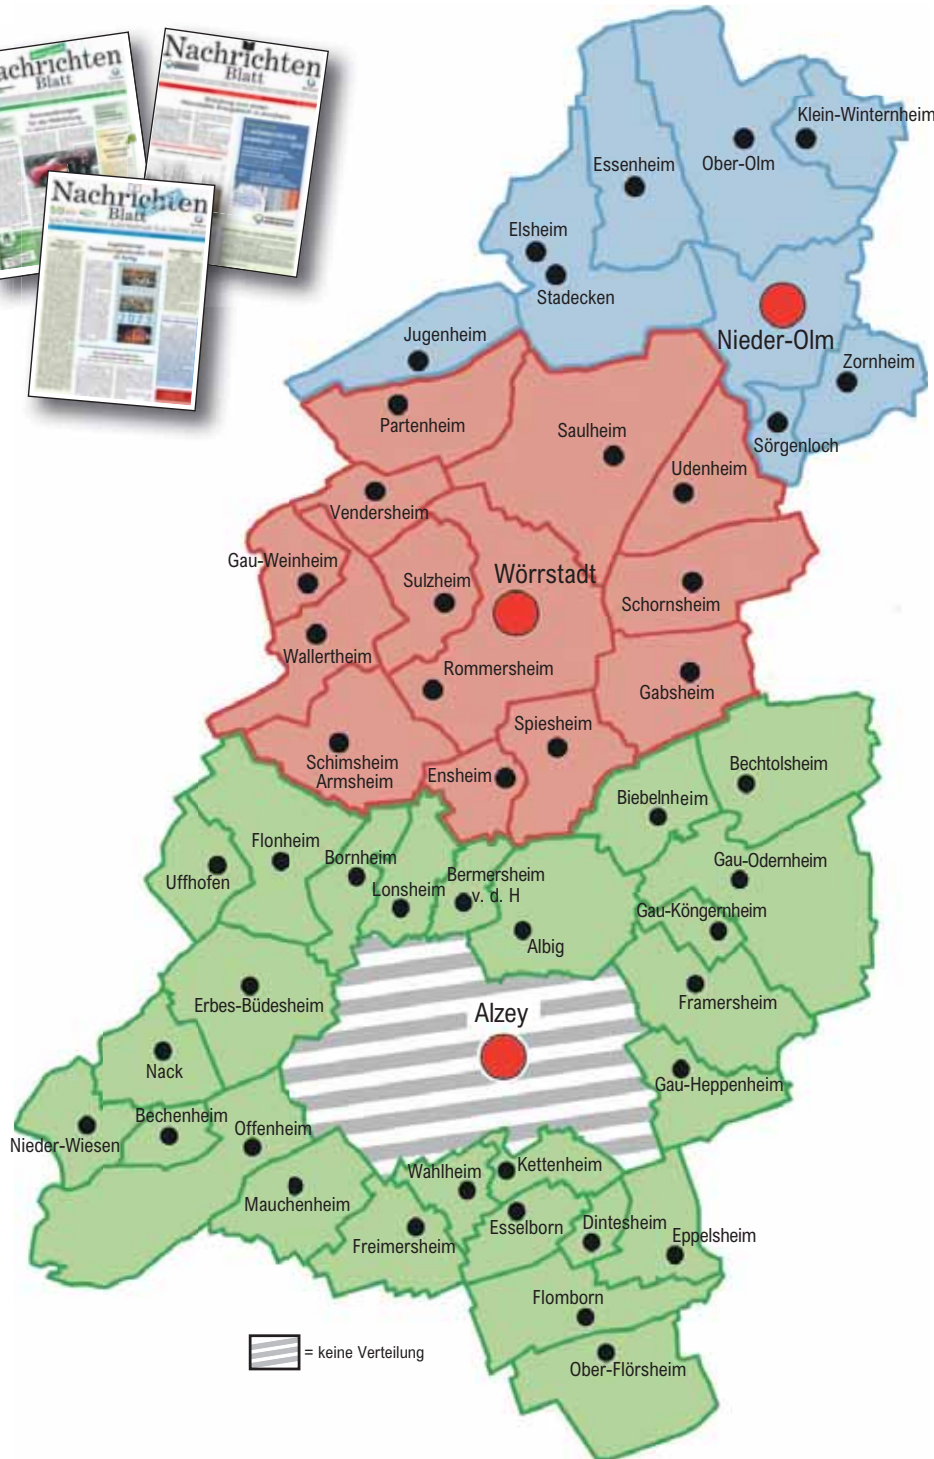 Nachrichten
Blatt
Nachrichten
Blatt
Nachrichten
Blatt
Klein-Winternheim
Ober-Olm
Essenheim
Elsheim
Stadecken
Nieder-Olm
Jugenheim
Zornheim
Sörgenloch
Partenheim
Saulheim
Udenheim
Vendersheim
Gau-Weinheim
Sulzheim
Wörrstadt
Schornsheim
Wallertheim
Rommersheim
Gabsheim
Spiesheim
Schimsheim
Armsheim
Ensheim
Bechtolsheim
Biebelnheim
Flonheim
Bornheim
Uffhofen
Lonsheim
Bermersheim
v. d. H
Gau-Odernheim
Gau-Köngernheim
Albig
Erbes-Büdesheim
Framersheim
Alzey
Nack
Gau-Heppenheim
Nieder-Wiesen
Bechenheim
Offenheim
Wahlheim
Kettenheim
Mauchenheim
Freimersheim
Esselborn
Dintesheim
Eppelsheim
Flomborn
= keine Verteilung
Ober-Flörsheim